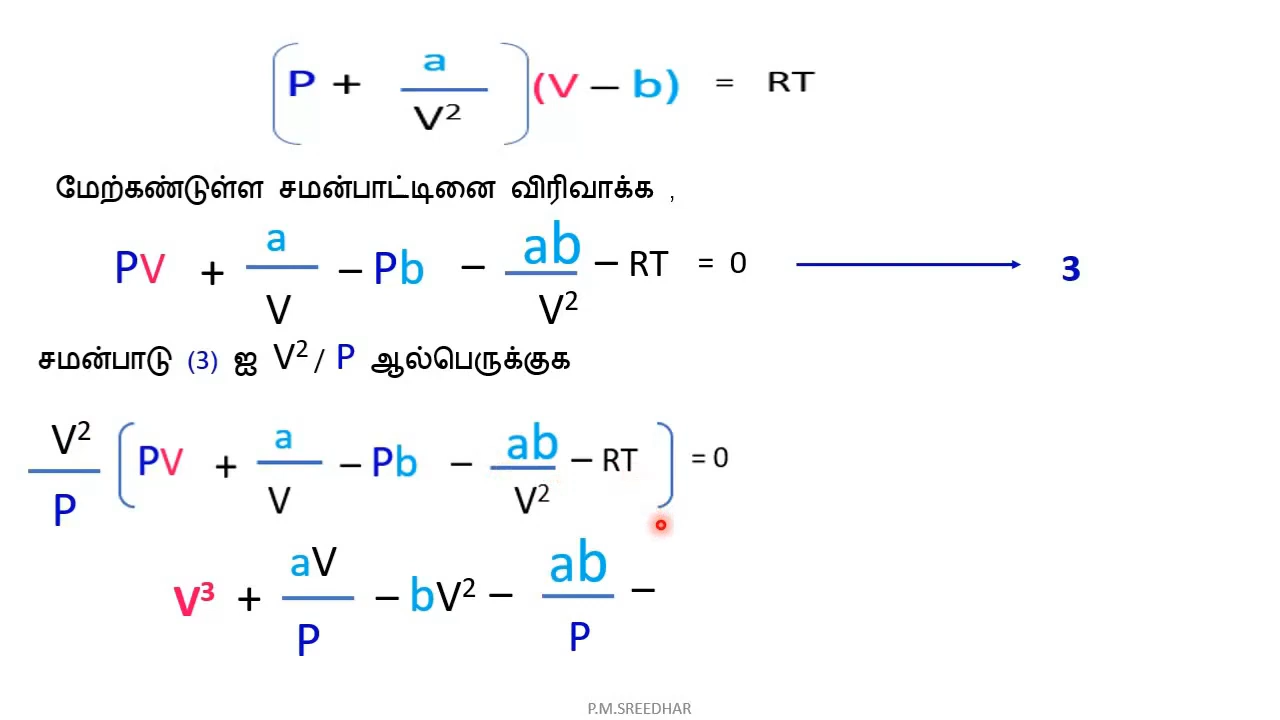 [P + a/V²](V – b) = RT
மேற்கண்டுள்ள சமன்பாட்டினை விரிவாக்க ,
PV + a/V – Pb – ab/V² – RT = 0 → 3
சமன்பாடு (3) ஐ V² / P ஆல்பெருக்குக
V²/P [PV + a/V – Pb – ab/V² – RT] = 0
V³ + aV/P – bV² – ab/P –
P.M.SREEDHAR